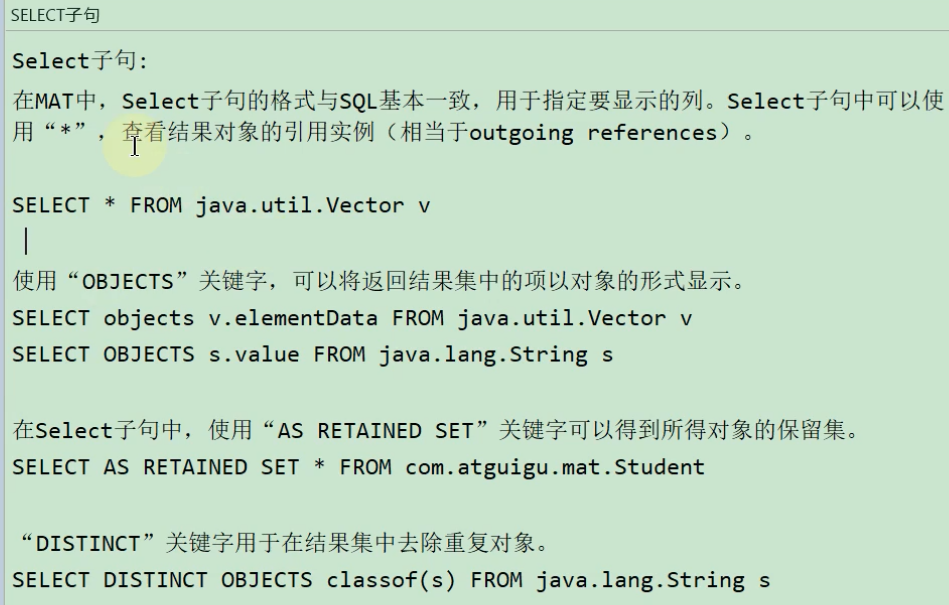 SELECT子句
Select子句:
在MAT中，Select子句的格式与SQL基本一致，用于指定要显示的列。Select子句中可以使
用“*”，查看结果对象的引用实例（相当于outgoing references）。
SELECT * FROM java.util.Vector v
使用“OBJECTS”关键字，可以将返回结果集中的项以对象的形式显示。
SELECT objects v.elementData FROM java.util.Vector v
SELECT OBJECTS s.value FROM java.lang.String s
在Select子句中，使用“AS RETAINED SET”关键字可以得到所得对象的保留集。
SELECT AS RETAINED SET * FROM com.atguigu.mat.Student
“DISTINCT”关键字用于在结果集中去除重复对象。
SELECT DISTINCT OBJECTS classof(s) FROM java.lang.String s